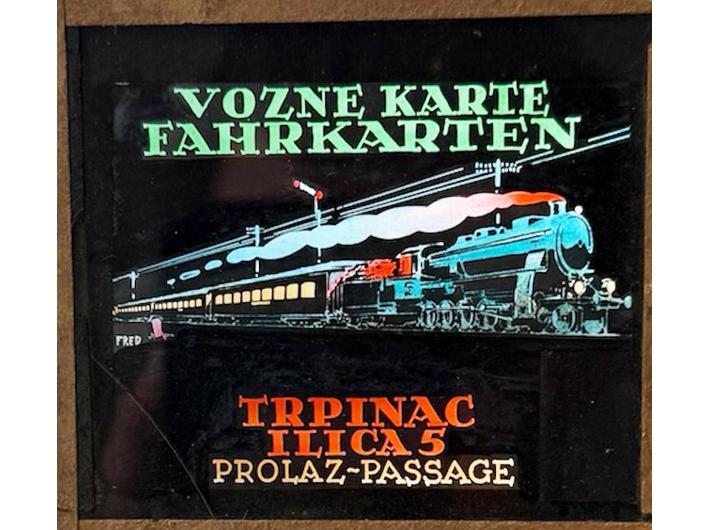 VOZNE KARTE
FAHRKARTEN
FRED
TRPINAC
ILICA 5
PROLAZ~PASSAGE